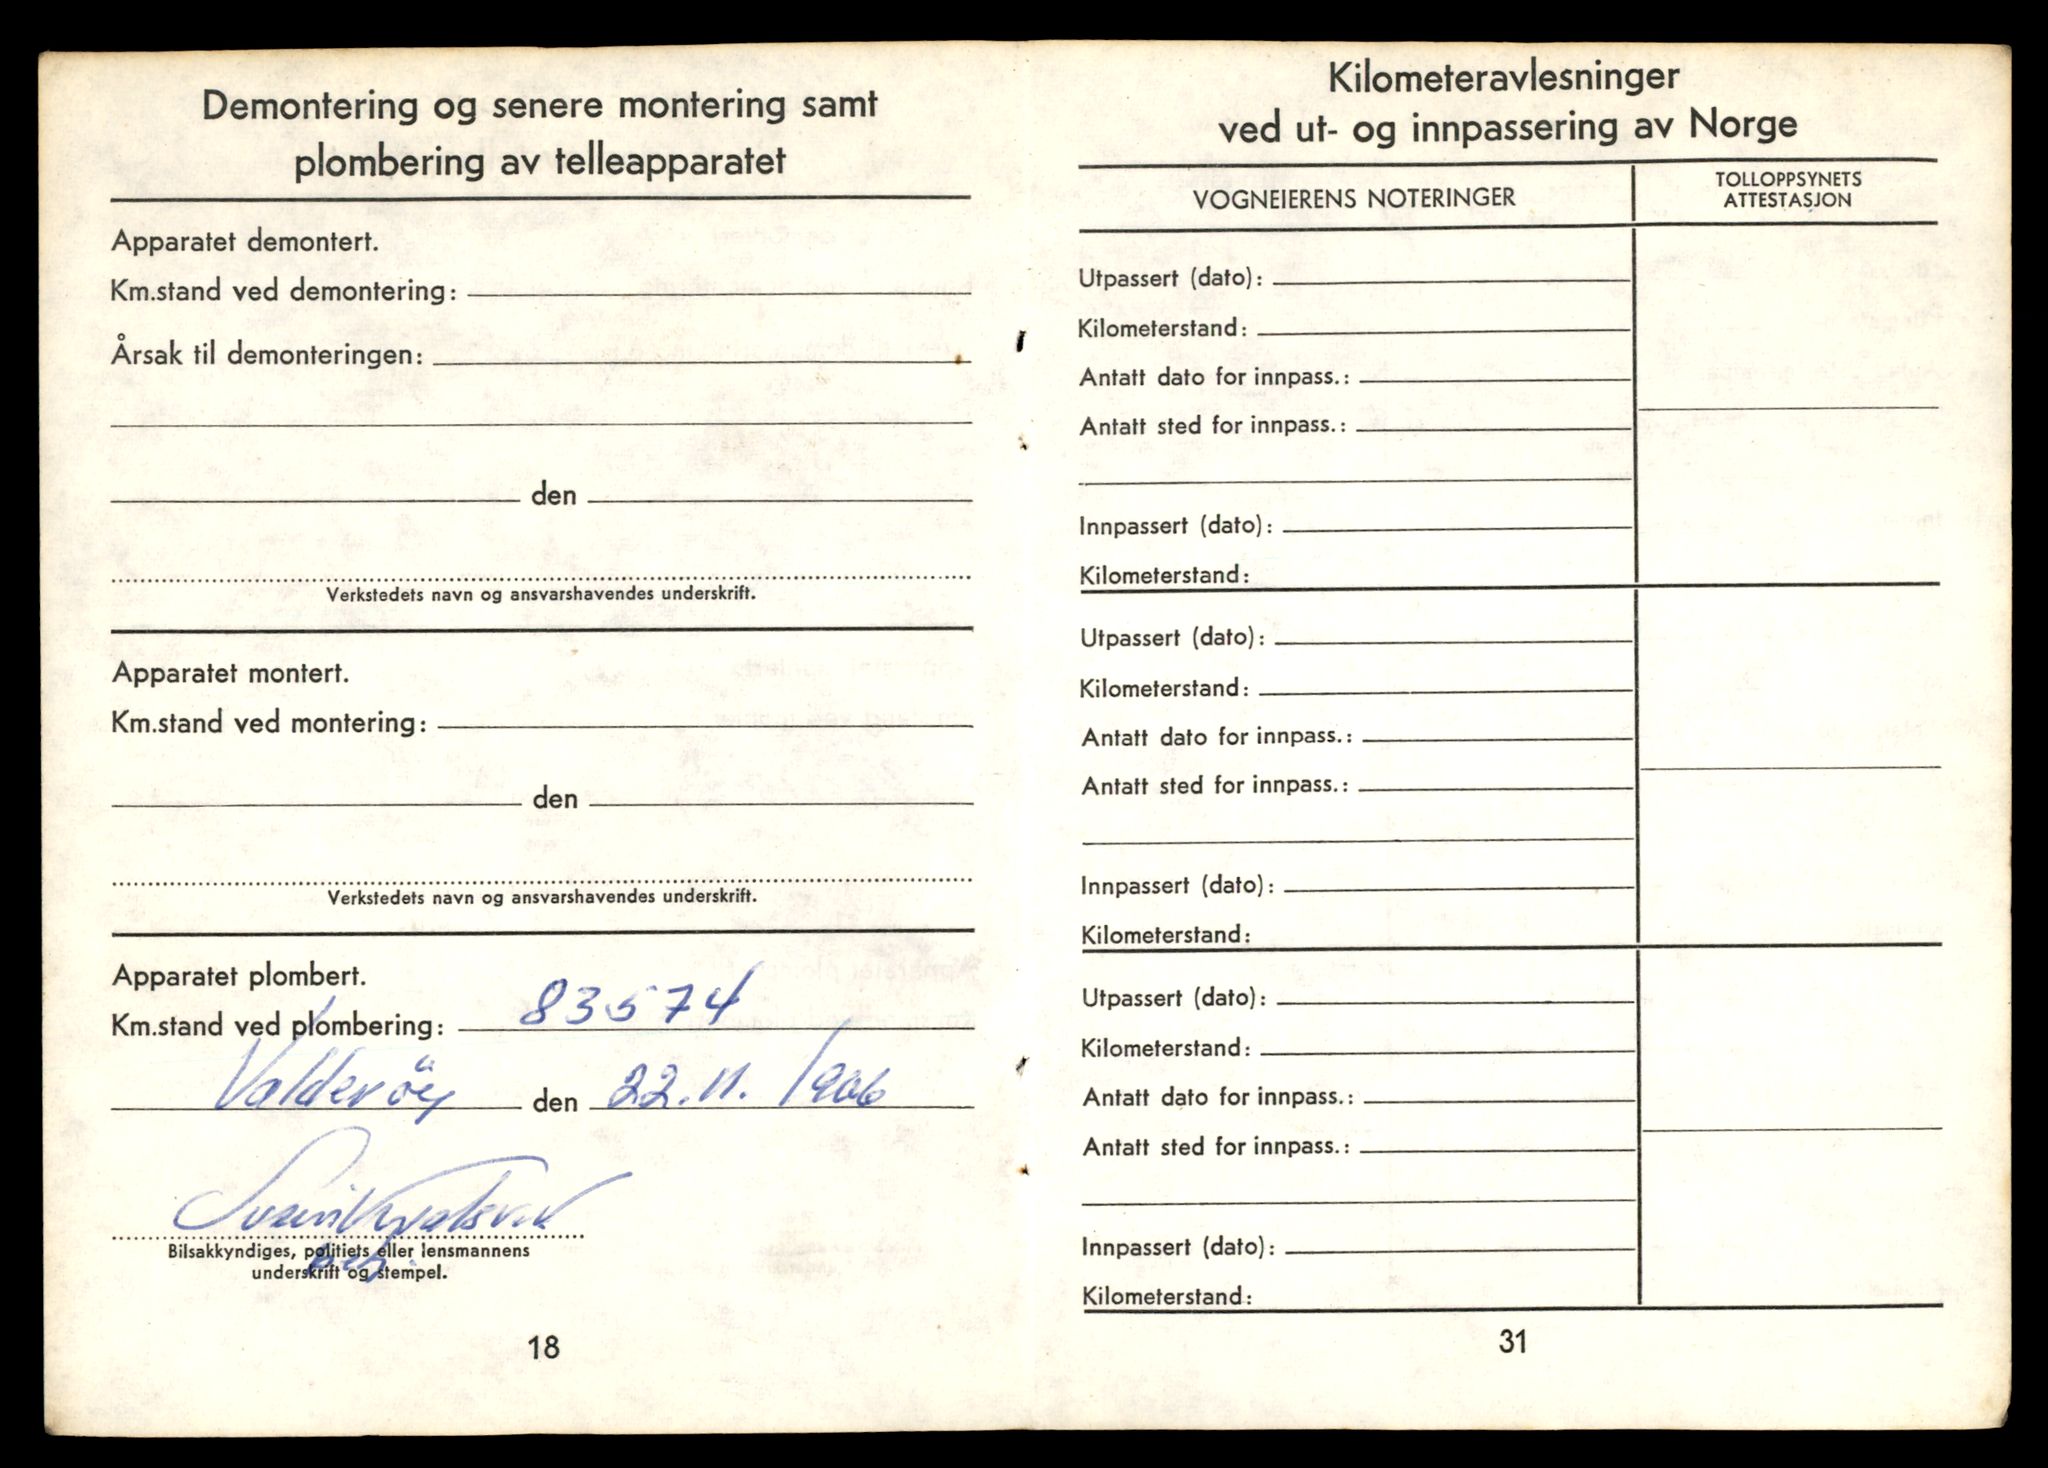 Demontering og senere montering samt
plombering av telleapparatet
Apparatet demontert.
Km.stand ved demontering:
Årsak til demonteringen:
den
Verkstedets navn og ansvarshavendes underskrift.
Apparatet montert.
Km.stand ved montering:
den
Verkstedets navn og ansvarshavendes underskrift.
Apparatet plombert.
Km.stand ved plombering: 83574
Valderöy den 22.11.
Bilsakkyndiges, politiets eller lensmannens
underskrift og stempel.
18
Kilometeravlesninger
ved ut- og innpassering av Norge
VOGNEIERENS NOTERINGER
TOLLOPPSYNETS
ATTESTASJON
Utpassert (dato):
Kilometerstand:
Antatt dato for innpass.:
Antatt sted for innpass.:
Innpassert (dato):
Kilometerstand:
Utpassert (dato):
Kilometerstand:
Antatt dato for innpass.:
Antatt sted for innpass.:
Innpassert (dato):
Kilometerstand:
Utpassert (dato):
Kilometerstand:
Antatt dato for innpass.:
Antatt sted for innpass.:
Innpassert (dato):
Kilometerstand:
31